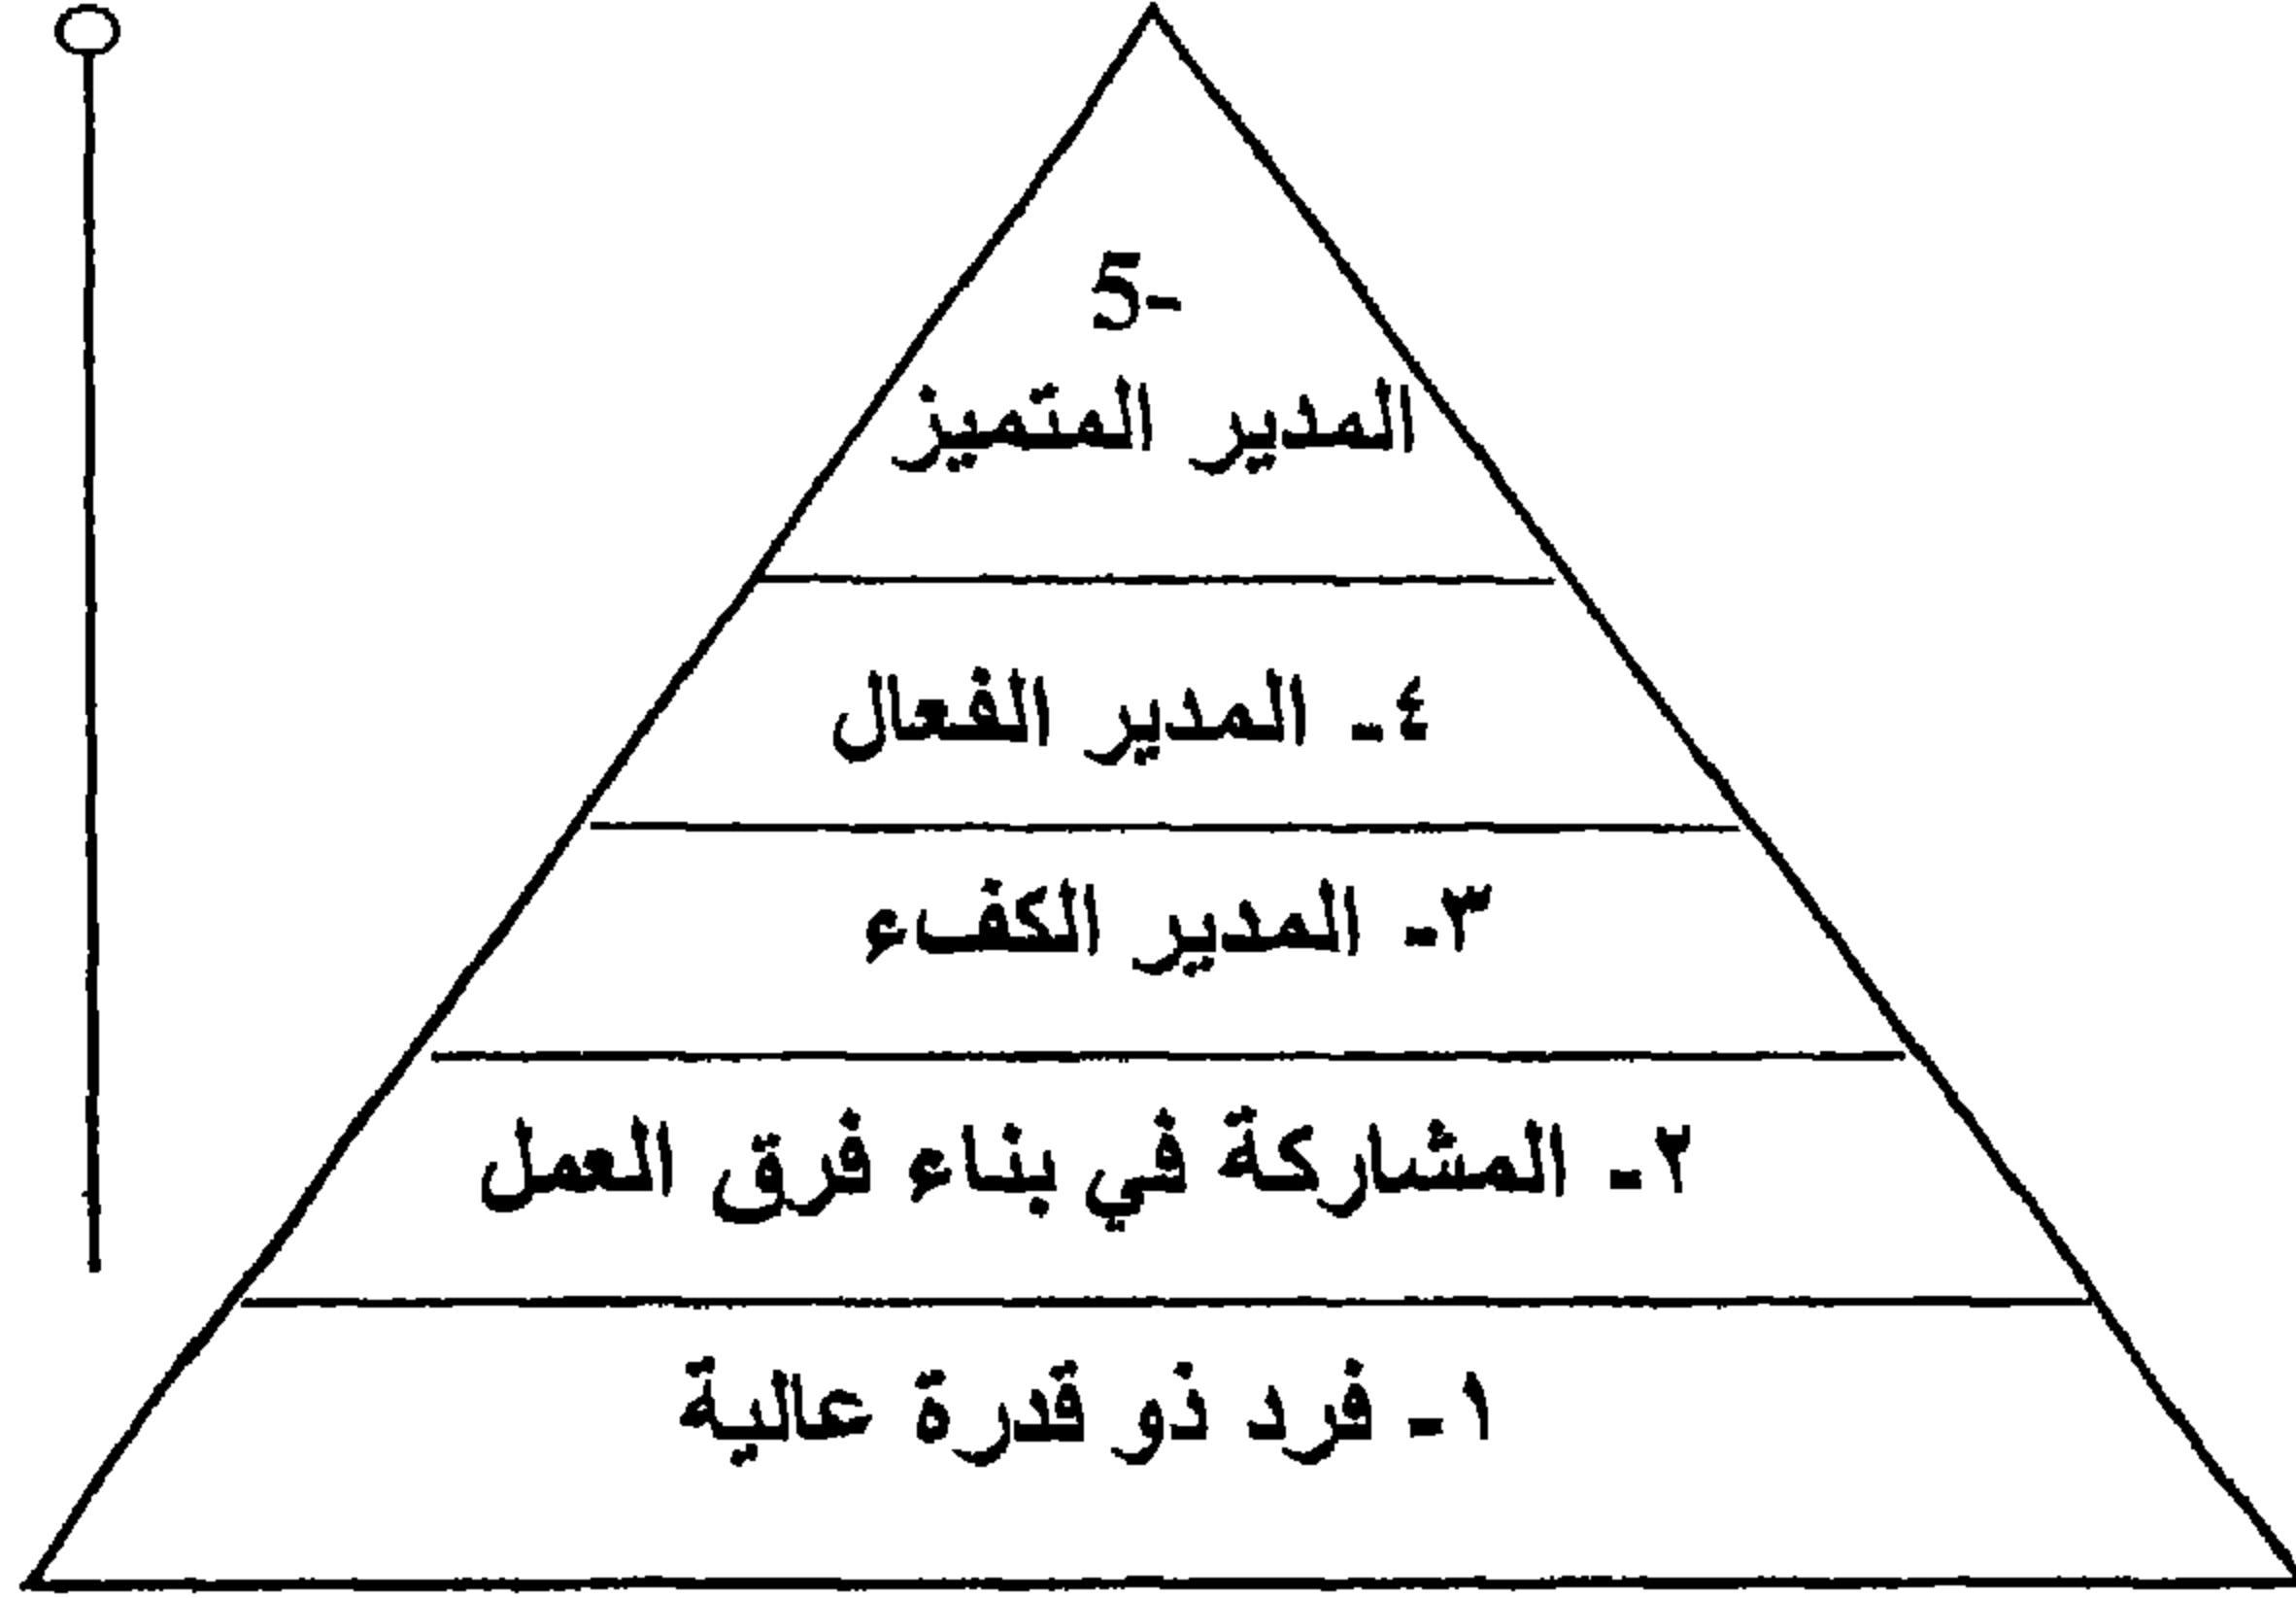 5-
المدير المتميز
٤- المدير الفعال
٣- المدير الكفء
٢- المشاركة في بناء فرق العمل
١- فرد ذو قدرة عالية